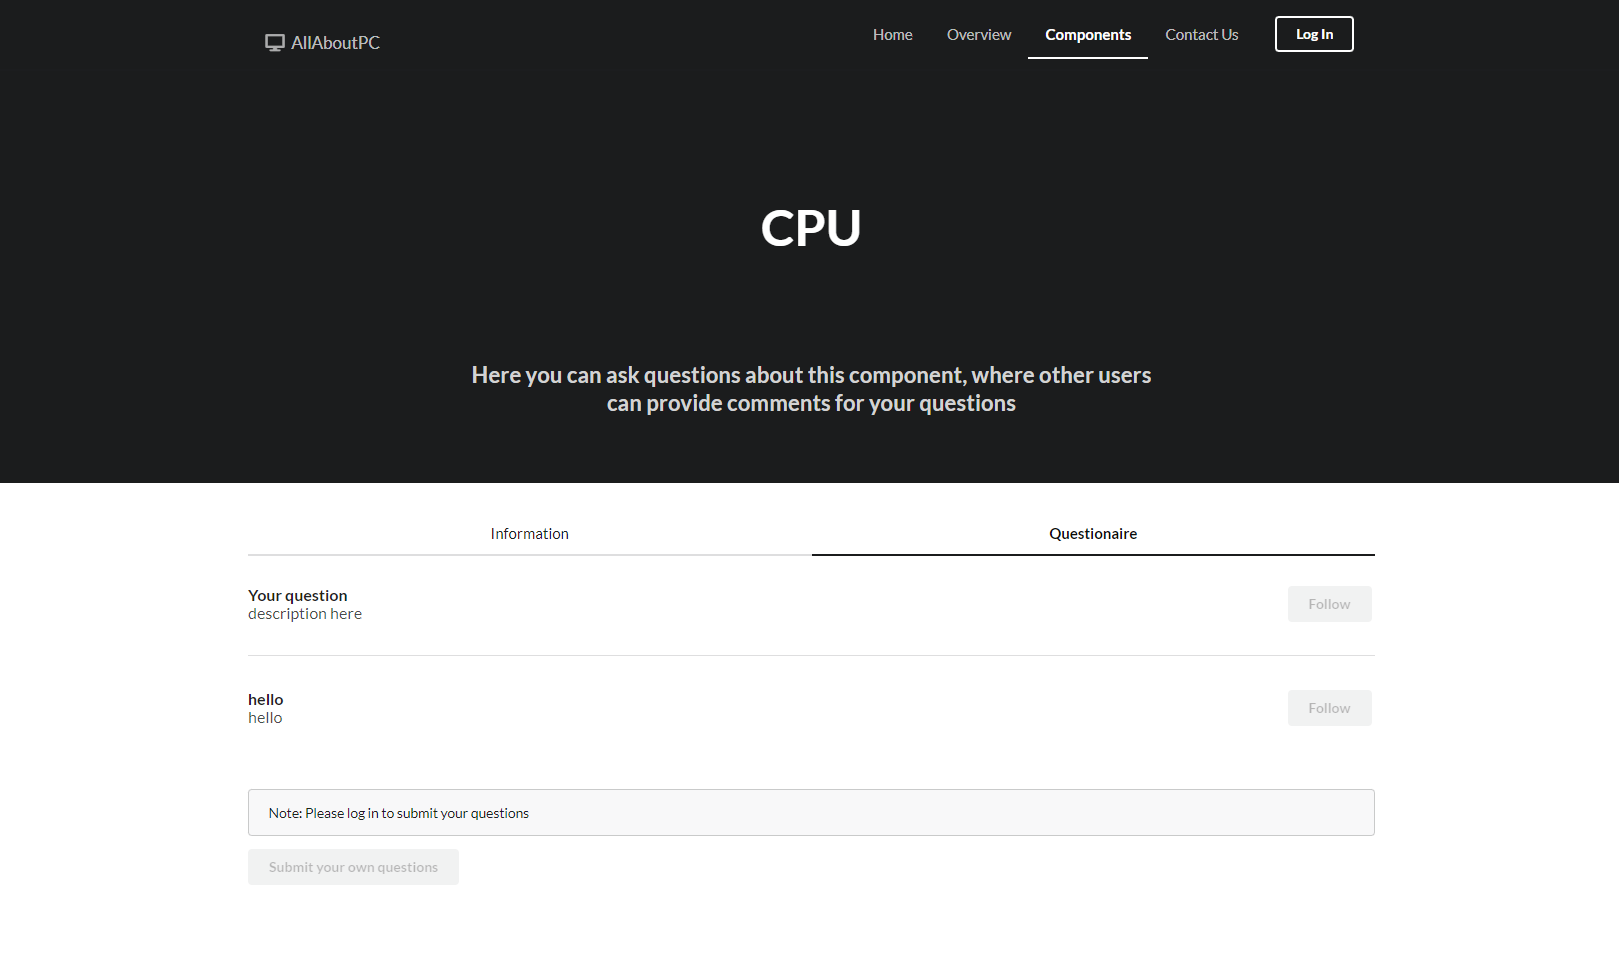 AllAboutPC
Home
Overview
Components
Contact Us
Log In
CPU
Here you can ask questions about this component, where other users
can provide comments for your questions
Information
Questionaire
Your question
description here
Follow
hello
hello
Follow
Note: Please log in to submit your questions
Submit your own questions